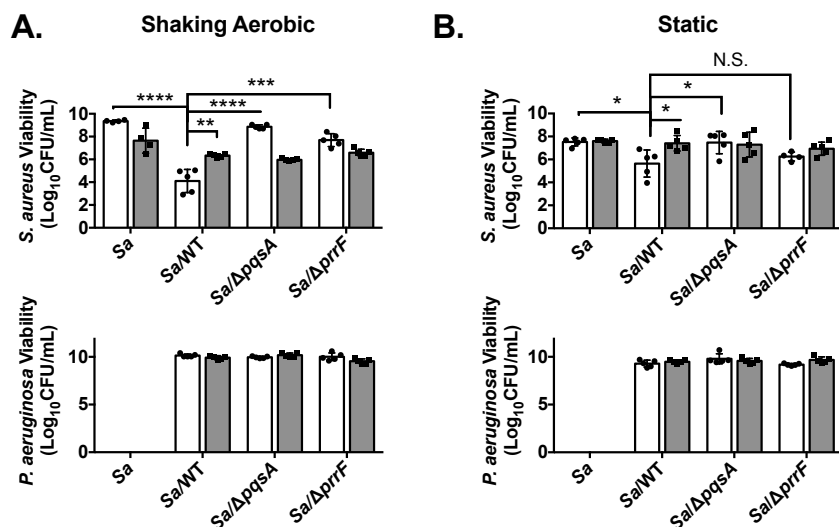 A.
Shaking Aerobic
S. aureus Viability
(Log10CFU/mL)
10
8
6
4
2
0
****
**
****
***
Sa
Sa/WT
Sa/ΔpqsA
Sa/ΔprrF
P. aeruginosa Viability
(Log10CFU/mL)
10
5
0
Sa
Sa/WT
Sa/ΔpqsA
Sa/ΔprrF
B.
Static
S. aureus Viability
(Log10CFU/mL)
10
8
6
4
2
0
*
*
*
N.S.
Sa
Sa/WT
Sa/ΔpqsA
Sa/ΔprrF
P. aeruginosa Viability
(Log10CFU/mL)
10
5
0
Sa
Sa/WT
Sa/ΔpqsA
Sa/ΔprrF